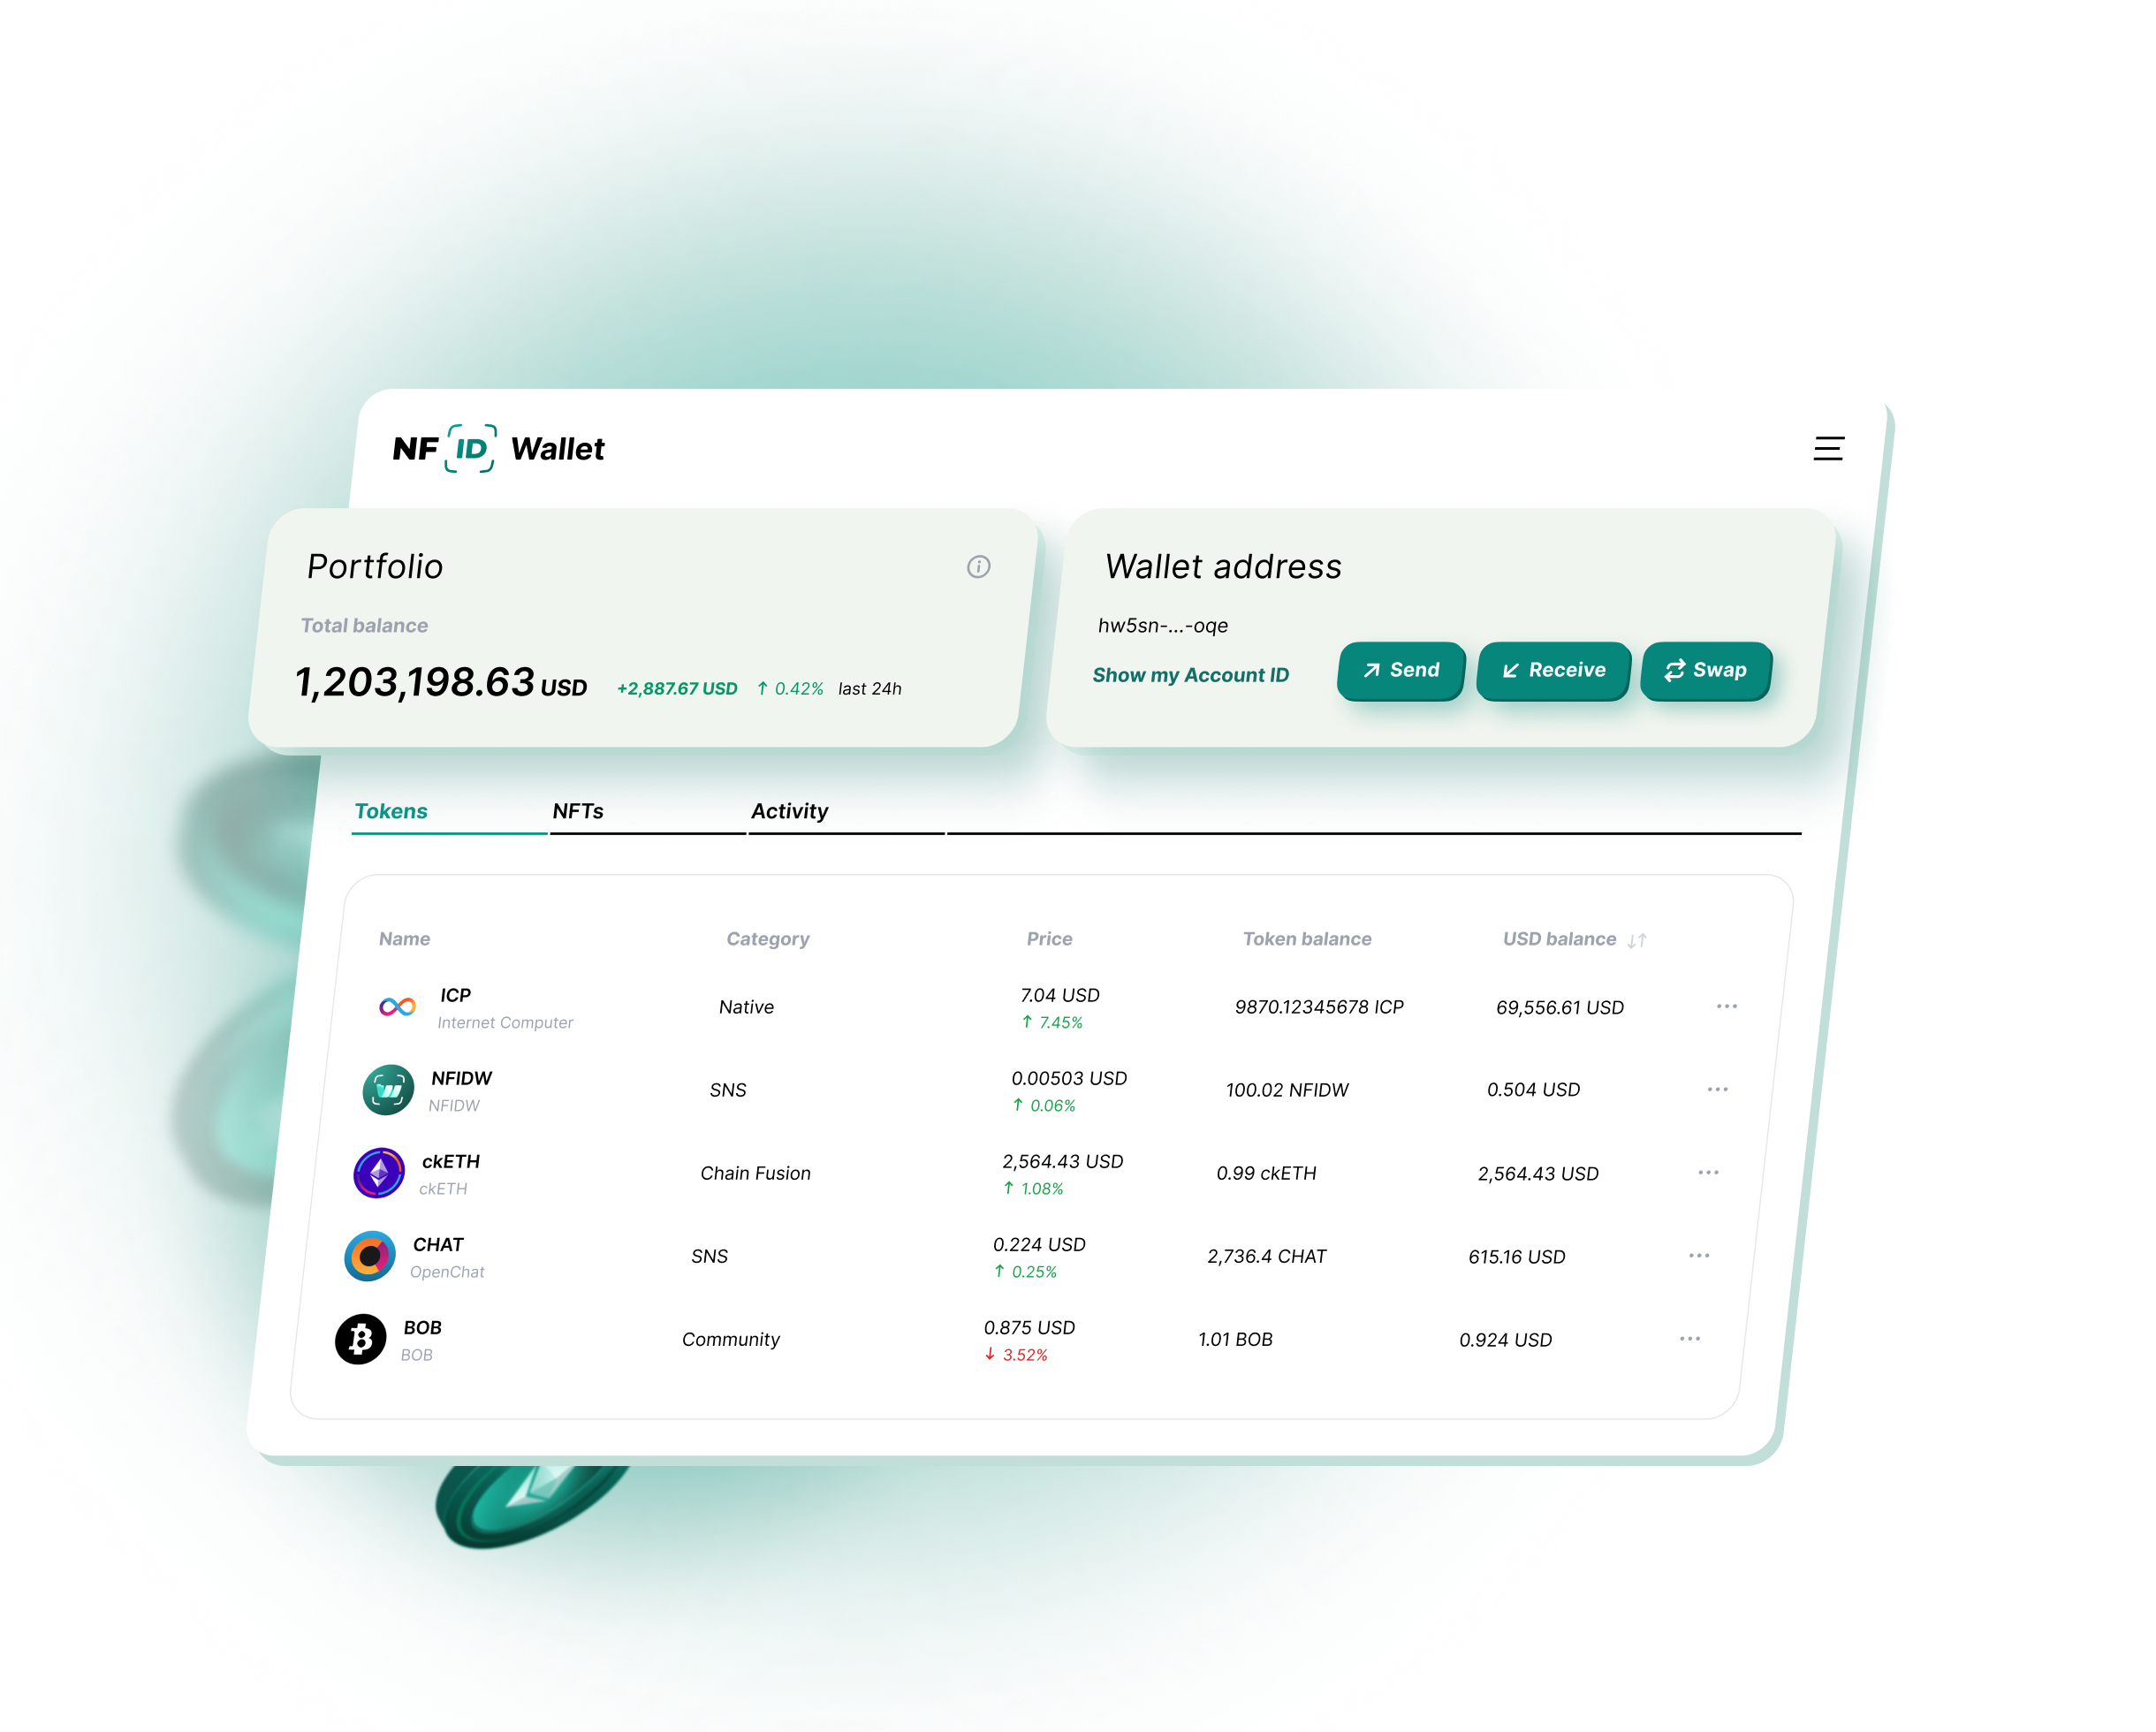 NF ID Wallet
Portfolio
Total balance
1,203,198.63 USD +2,887.67 USD ↑ 0.42% last 24h
Wallet address
hw5sn-...-oqe
Show my Account ID
Send Receive Swap
Tokens NFTs Activity
Name Category Price Token balance USD balance ↓↑
ICP
Internet Computer
Native
7.04 USD
↑ 7.45%
9870.12345678 ICP
69,556.61 USD
NFIDW
NFIDW
SNS
0.00503 USD
↑ 0.06%
100.02 NFIDW
0.504 USD
ckETH
ckETH
Chain Fusion
2,564.43 USD
↑ 1.08%
0.99 ckETH
2,564.43 USD
CHAT
OpenChat
SNS
0.224 USD
↑ 0.25%
2,736.4 CHAT
615.16 USD
BOB
BOB
Community
0.875 USD
↓ 3.52%
1.01 BOB
0.924 USD